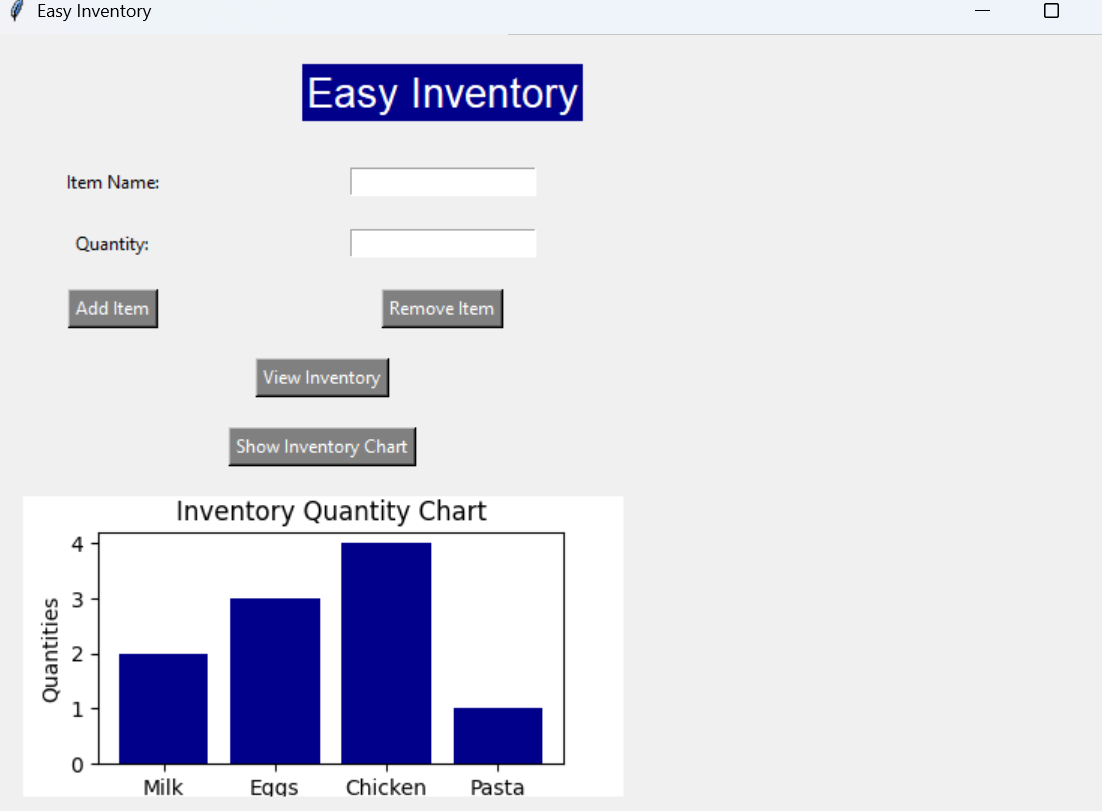 Easy Inventory
Easy Inventory
Item Name:
Quantity:
Add Item Remove Item
View Inventory
Show Inventory Chart
Inventory Quantity Chart
Quantities
4
3
2
1
0
Milk Eggs Chicken Pasta